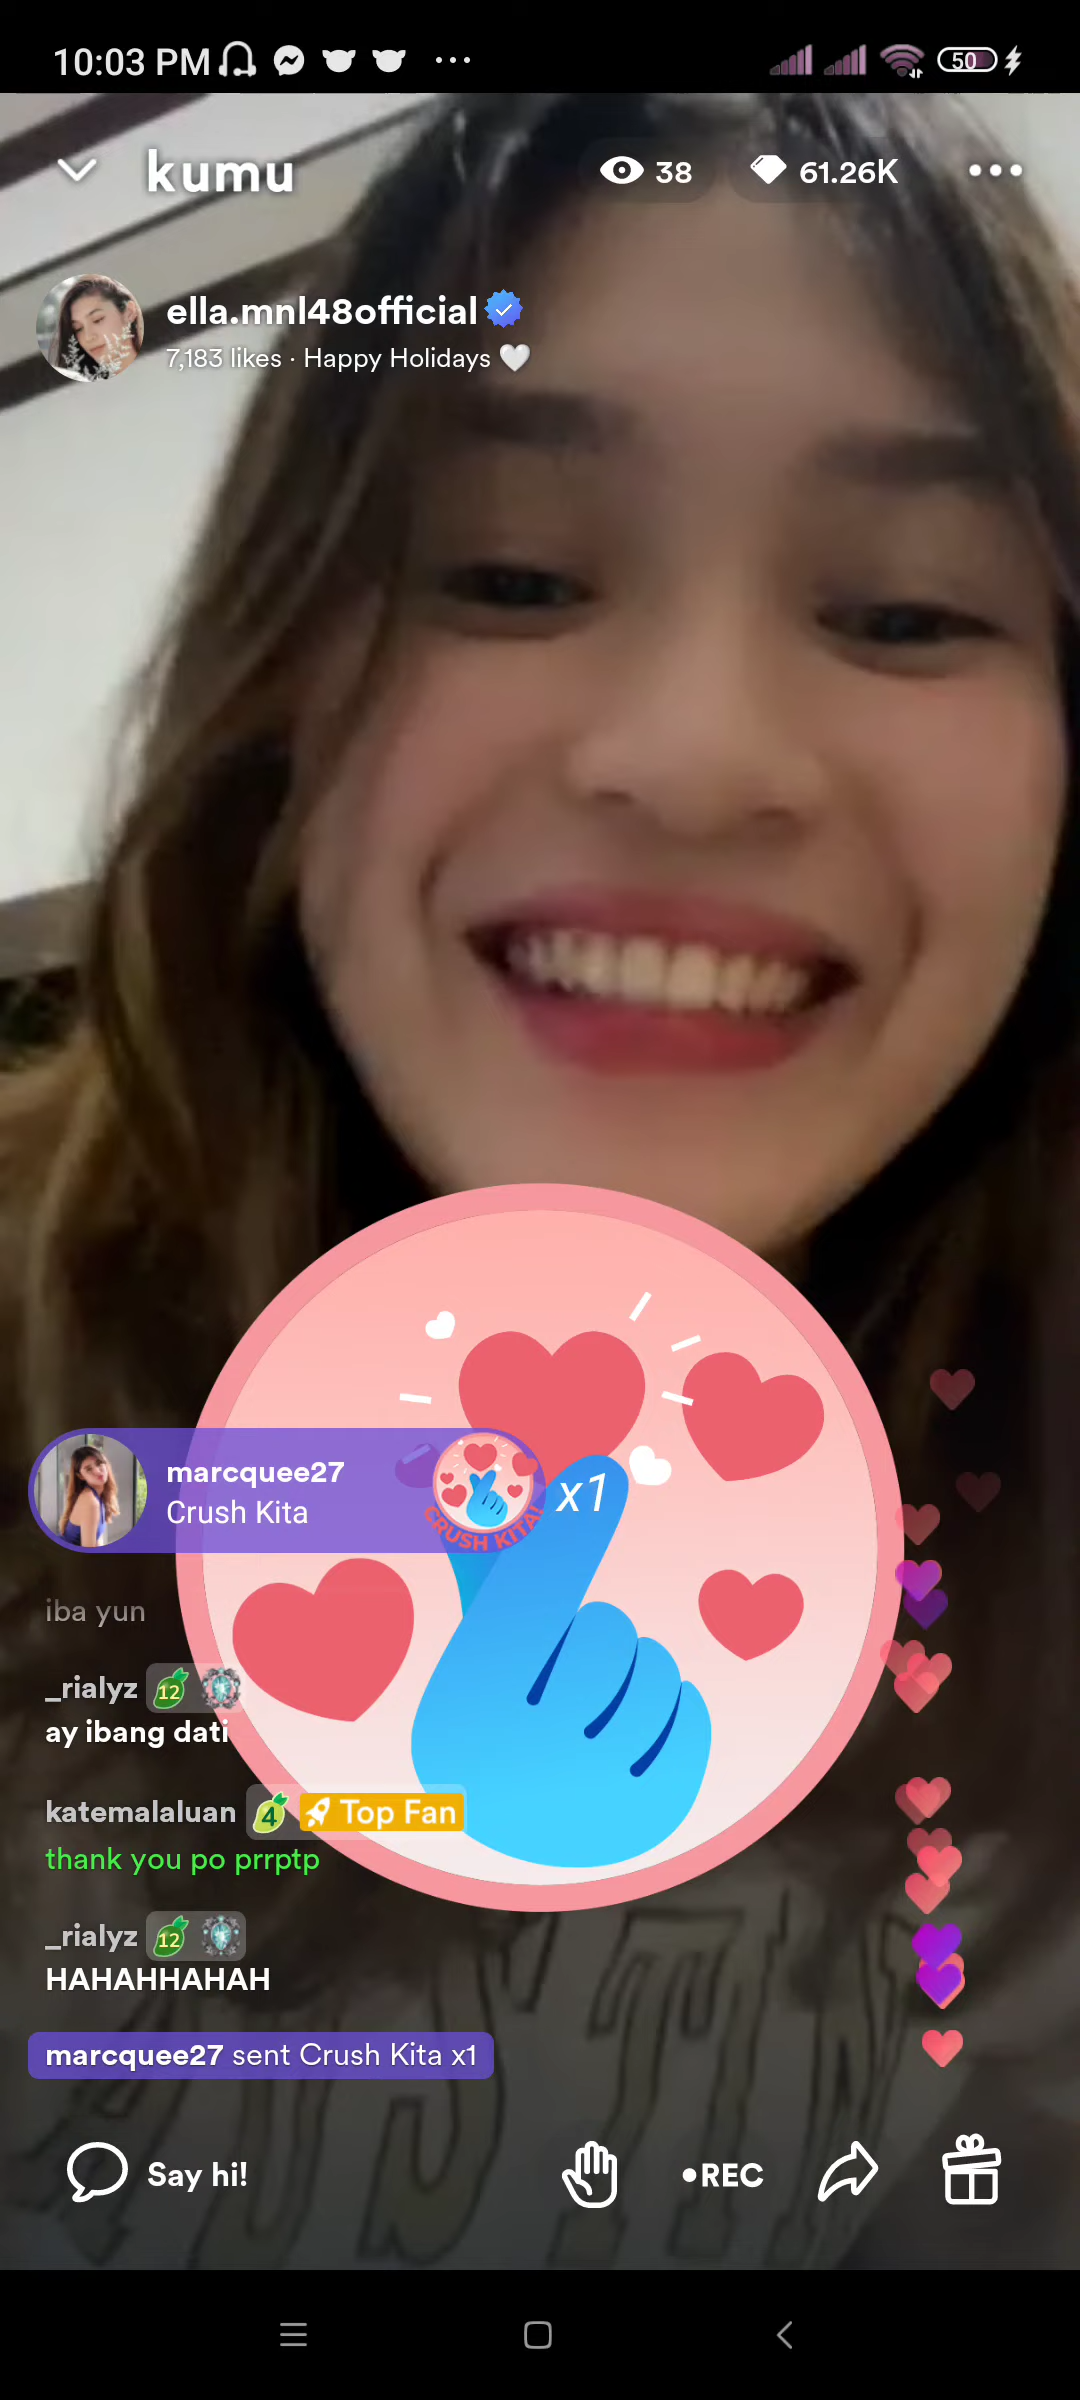 10:03 PM
50
kumu
38
61.26K
ella.mnl48official
7,183 likes · Happy Holidays 🤍
marcquee27
Crush Kita
CRUSH KITA!
x1
iba yun
_rialyz 12
ay ibang dati
katemalaluan 4 Top Fan
thank you po prrptp
_rialyz 12
HAHAHHAHAH
marcquee27 sent Crush Kita x1
Say hi!
•REC